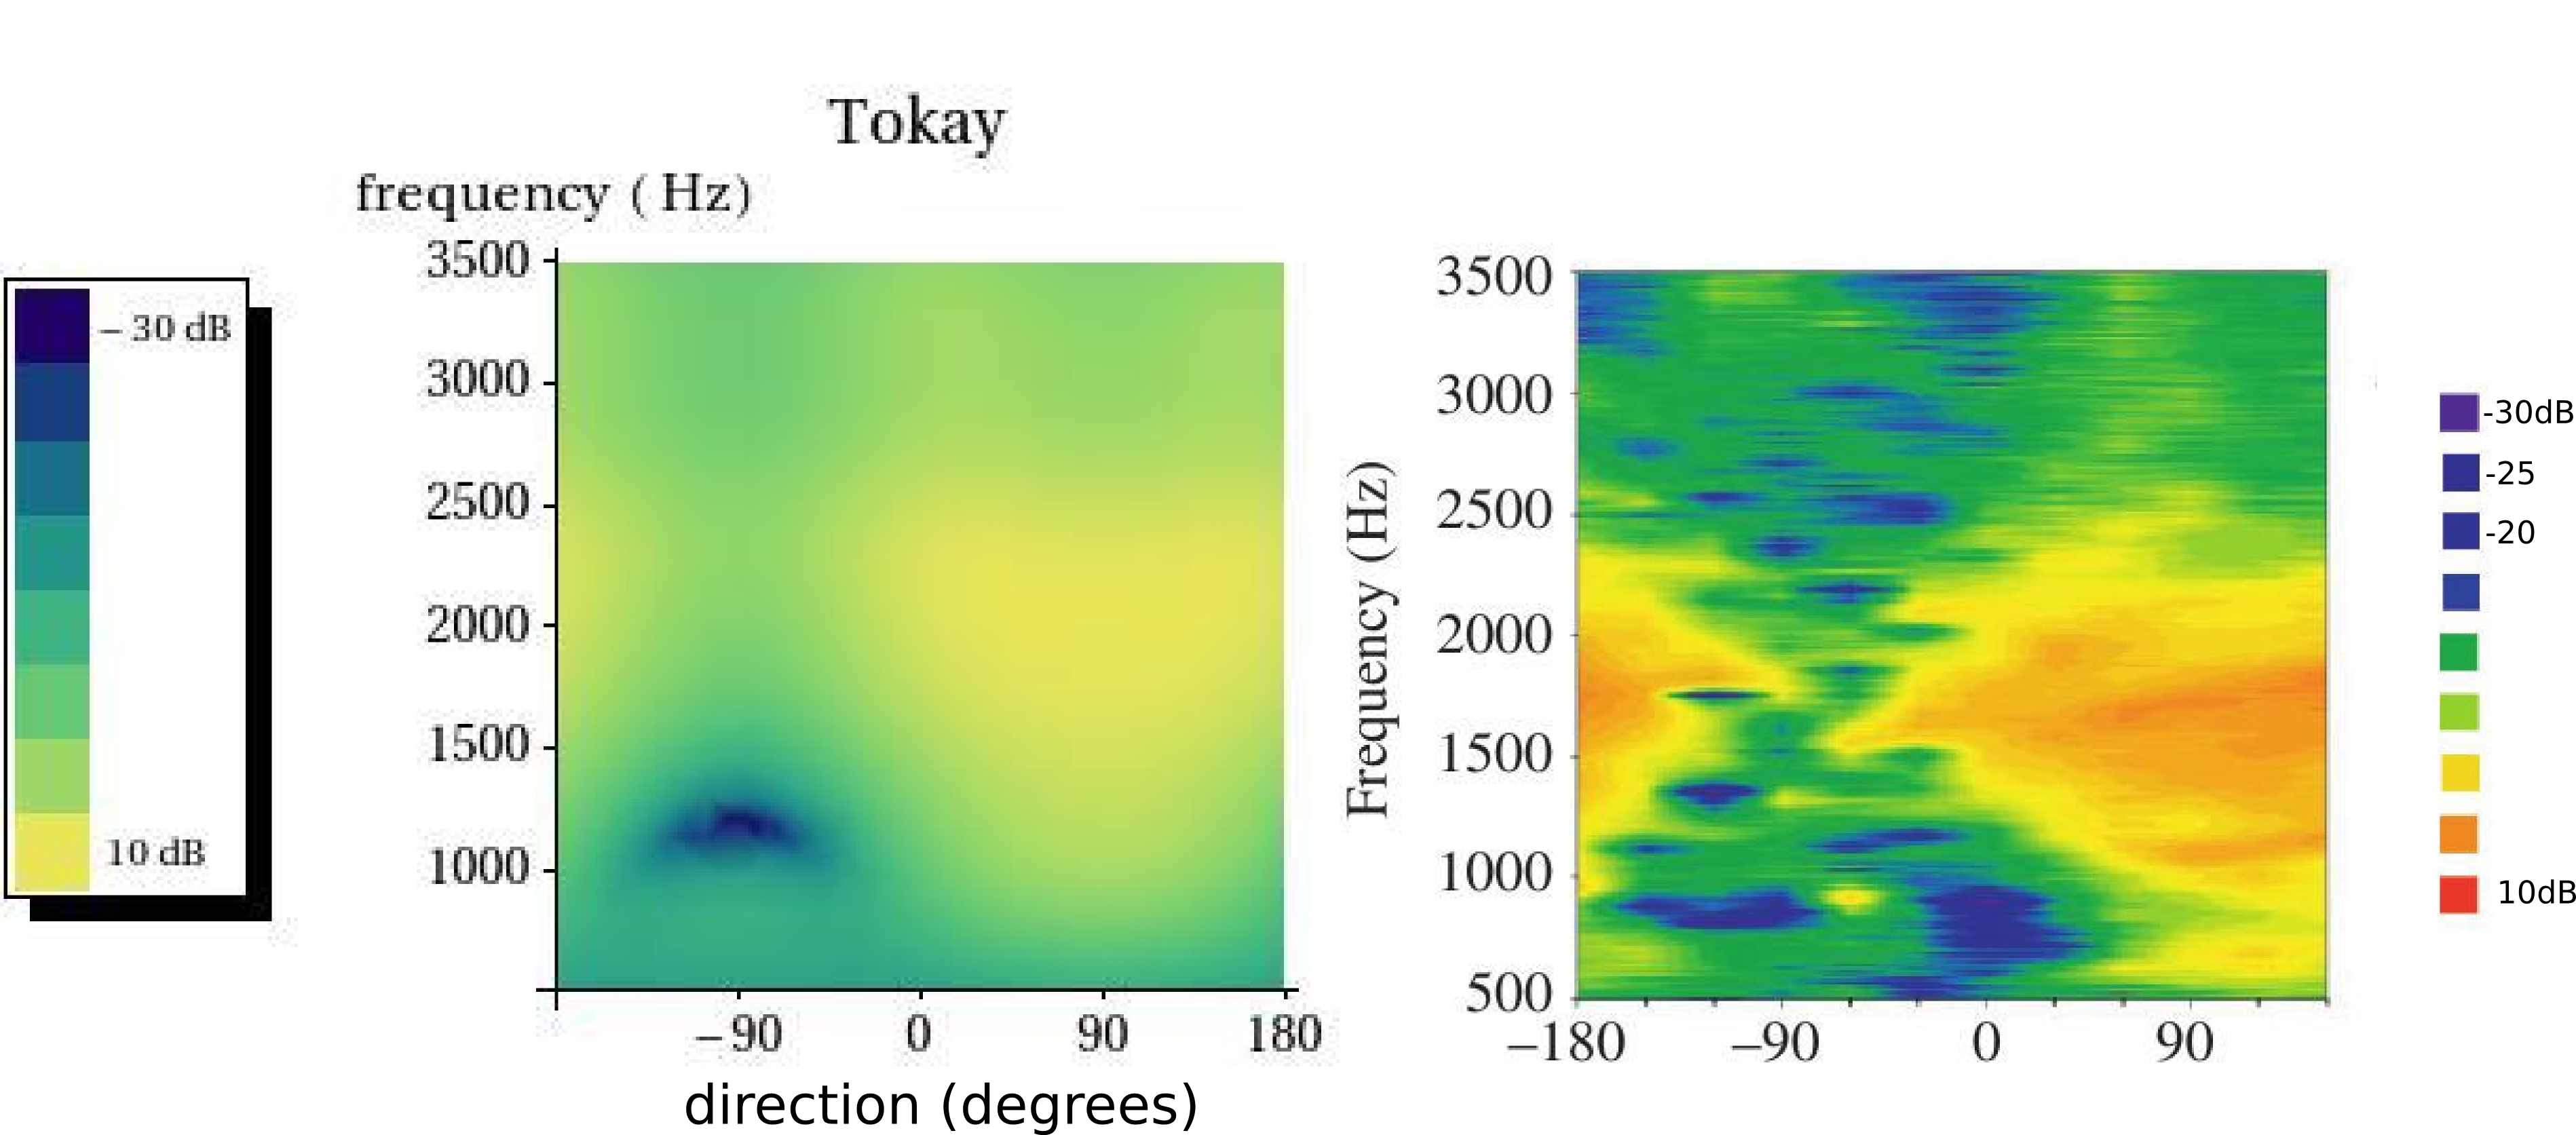 Tokay
frequency ( Hz)
– 30 dB
10 dB
3500
3000
2500
2000
1500
1000
–90 0 90 180
direction (degrees)
Frequency (Hz)
3500
3000
2500
2000
1500
1000
500
–180 –90 0 90
-30dB
-25
-20
10dB